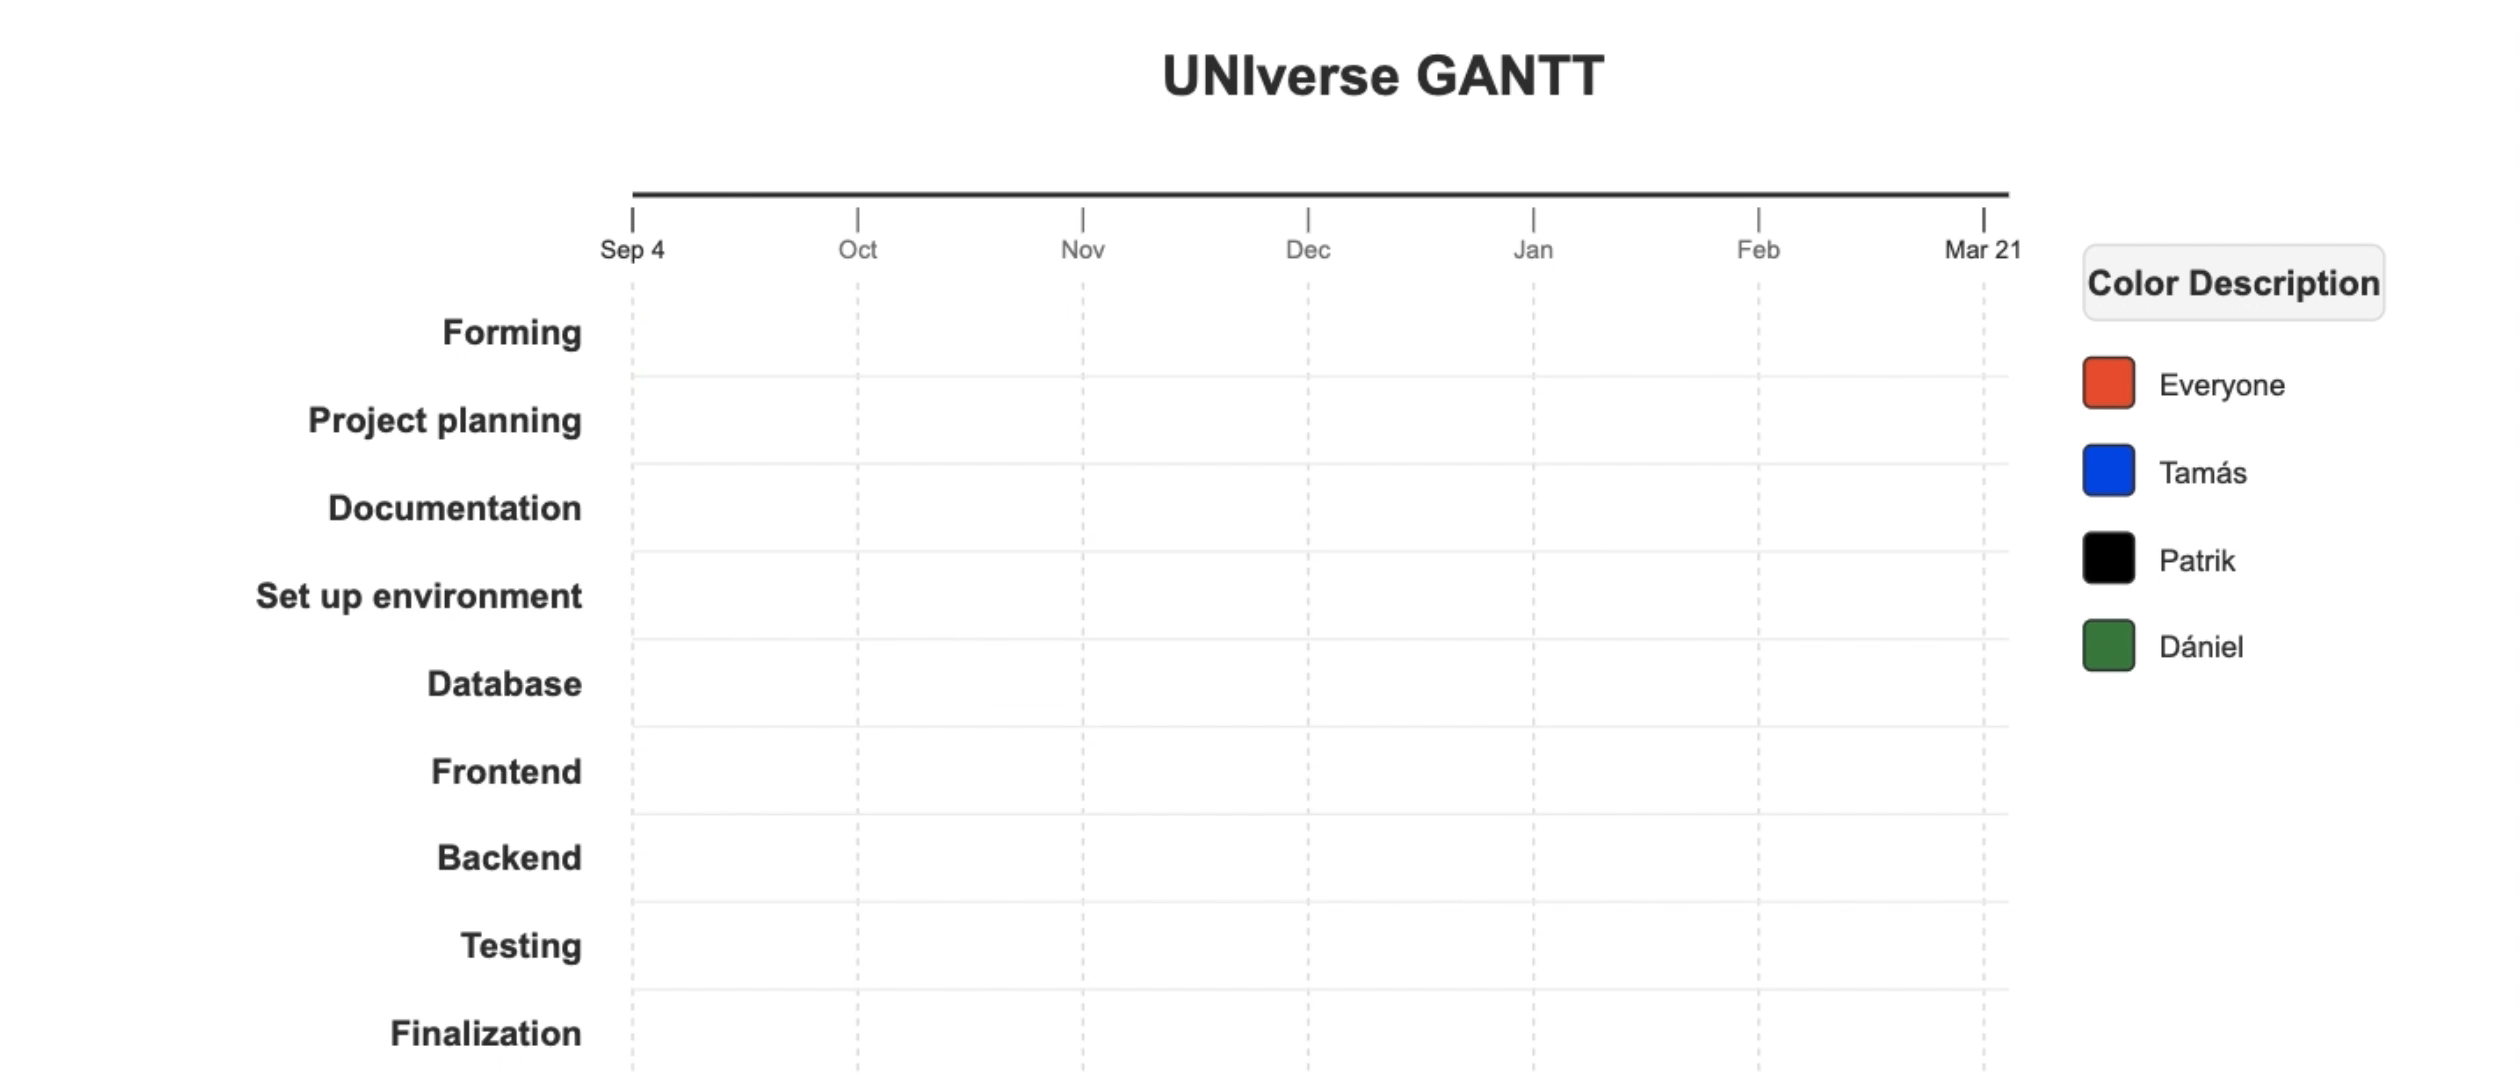 UNIverse GANTT
Sep 4 Oct Nov Dec Jan Feb Mar 21
Color Description
Everyone
Tamás
Patrik
Dániel
Forming
Project planning
Documentation
Set up environment
Database
Frontend
Backend
Testing
Finalization